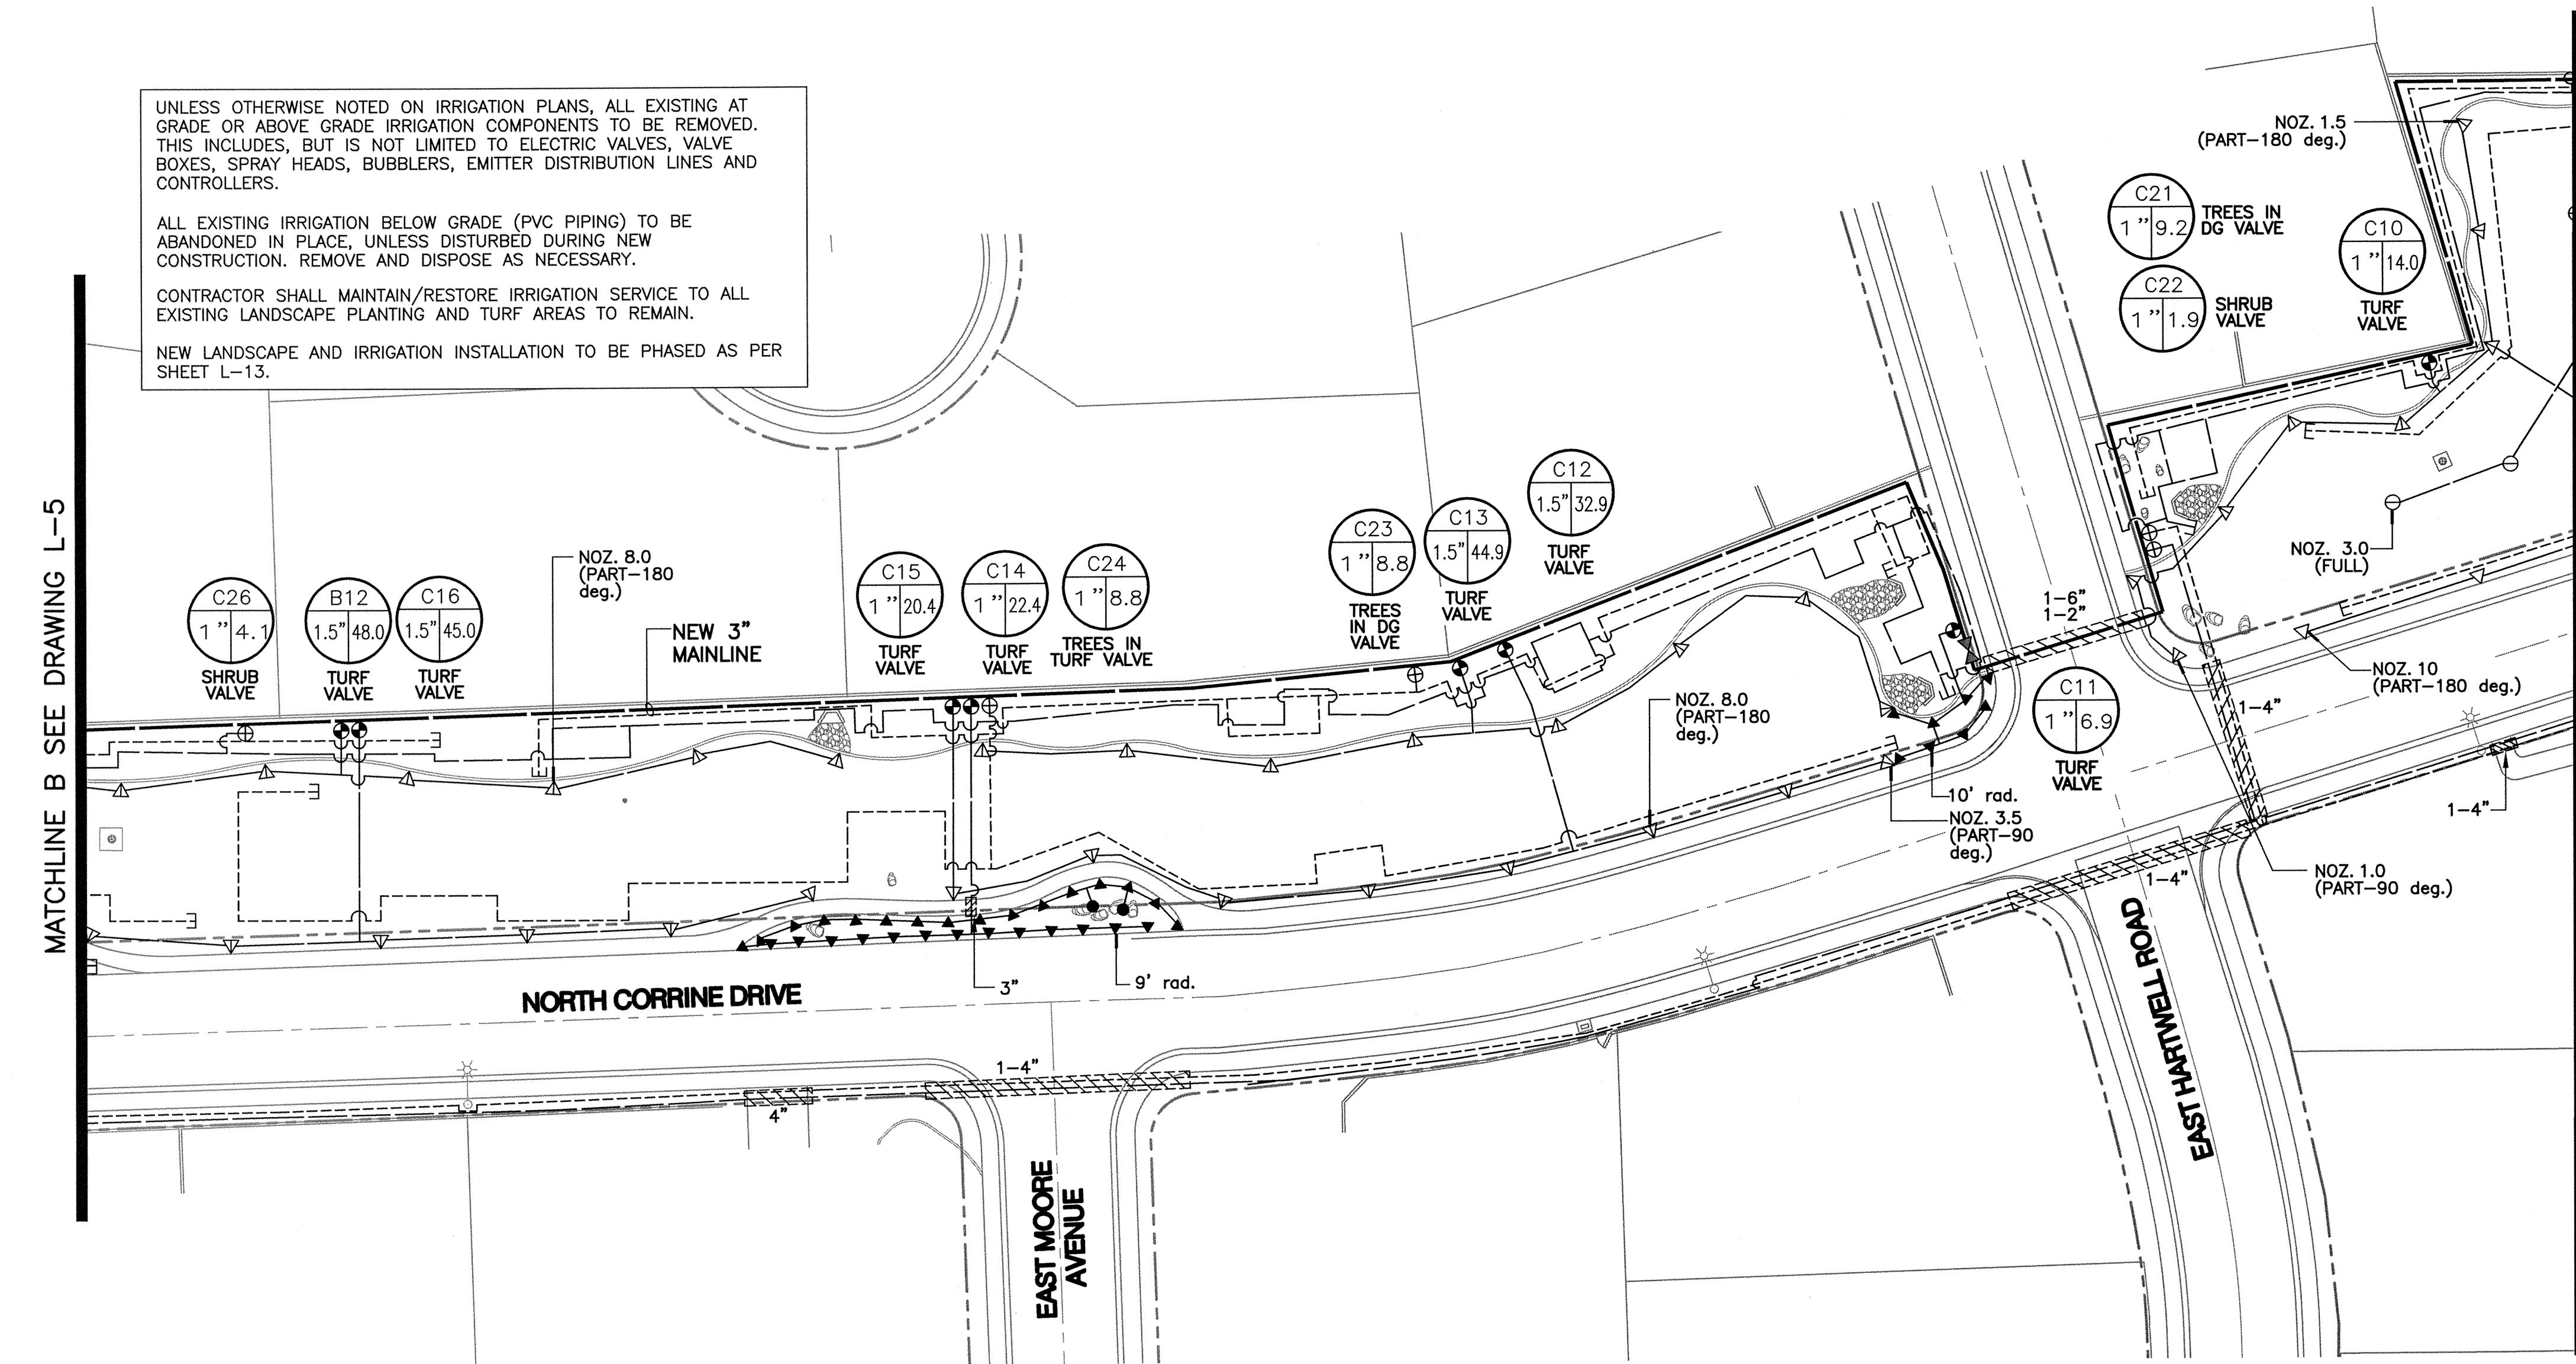 UNLESS OTHERWISE NOTED ON IRRIGATION PLANS, ALL EXISTING AT
GRADE OR ABOVE GRADE IRRIGATION COMPONENTS TO BE REMOVED.
THIS INCLUDES, BUT IS NOT LIMITED TO ELECTRIC VALVES, VALVE
BOXES, SPRAY HEADS, BUBBLERS, EMITTER DISTRIBUTION LINES AND
CONTROLLERS.
ALL EXISTING IRRIGATION BELOW GRADE (PVC PIPING) TO BE
ABANDONED IN PLACE, UNLESS DISTURBED DURING NEW
CONSTRUCTION. REMOVE AND DISPOSE AS NECESSARY.
CONTRACTOR SHALL MAINTAIN/RESTORE IRRIGATION SERVICE TO ALL
EXISTING LANDSCAPE PLANTING AND TURF AREAS TO REMAIN.
NEW LANDSCAPE AND IRRIGATION INSTALLATION TO BE PHASED AS PER
SHEET L-13.
MATCHLINE B SEE DRAWING L-5
C26
1" 4.1
SHRUB
VALVE
B12
1.5" 48.0
TURF
VALVE
C16
1.5" 45.0
TURF
VALVE
NOZ. 8.0
(PART-180
deg.)
NEW 3"
MAINLINE
C15
1" 20.4
TURF
VALVE
C14
1" 22.4
TURF
VALVE
C24
1" 8.8
TREES IN
TURF VALVE
C23
1" 8.8
TREES
IN DG
VALVE
C13
1.5" 44.9
TURF
VALVE
C12
1.5" 32.9
TURF
VALVE
C21
1" 9.2
TREES IN
DG VALVE
C22
1" 1.9
SHRUB
VALVE
C10
1" 14.0
TURF
VALVE
NOZ. 1.5
(PART-180 deg.)
NOZ. 3.0
(FULL)
1-6"
1-2"
NOZ. 10
(PART-180 deg.)
C11
1" 6.9
TURF
VALVE
1-4"
NOZ. 8.0
(PART-180
deg.)
10' rad.
NOZ. 3.5
(PART-90
deg.)
1-4"
NOZ. 1.0
(PART-90 deg.)
1-4"
3"
9' rad.
NORTH CORRINE DRIVE
1-4"
4"
EAST MOORE
AVENUE
EAST HARTWELL ROAD